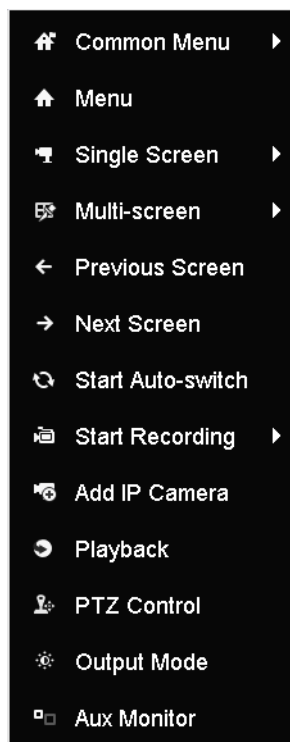 Common Menu
Menu
Single Screen
Multi-screen
Previous Screen
Next Screen
Start Auto-switch
Start Recording
Add IP Camera
Playback
PTZ Control
Output Mode
Aux Monitor